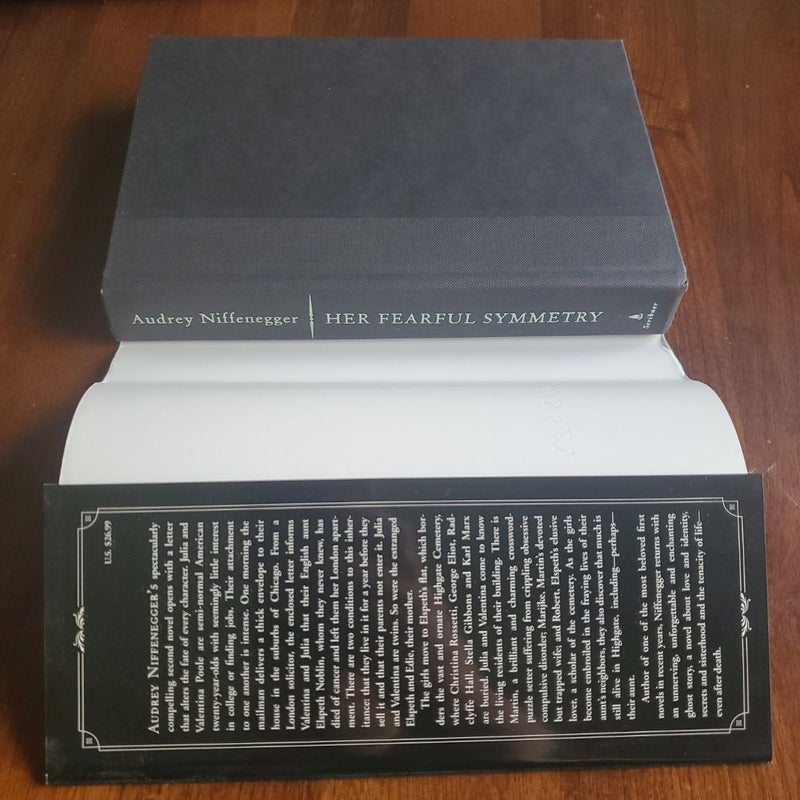 Audrey Niffenegger
HER FEARFUL SYMMETRY
Scribner
U.S. $26.99
AUDREY NIFFENEGGER'S spectacularly
compelling second novel opens with a letter
that alters the fate of every character. Julia and
Valentina Poole are semi-normal American
twenty-year-olds with seemingly little interest
in college or finding jobs. Their attachment
to one another is intense. One morning the
mailman delivers a thick envelope to their
house in the suburbs of Chicago. From a
London solicitor, the enclosed letter informs
Valentina and Julia that their English aunt
Elspeth Noblin, whom they never knew, has
died of cancer and left them her London apart-
ment. There are two conditions to this inher-
itance: that they live in it for a year before they
sell it and that their parents not enter it. Julia
and Valentina are twins. So were the estranged
Elspeth and Edie, their mother.
The girls move to Elspeth's flat, which bor-
ders the vast and ornate Highgate Cemetery,
where Christina Rossetti, George Eliot, Rad-
clyffe Hall, Stella Gibbons and Karl Marx
are buried. Julia and Valentina come to know
the living residents of their building. There is
Martin, a brilliant and charming crossword-
puzzle setter suffering from crippling obsessive
compulsive disorder; Marijke, Martin's devoted
but trapped wife; and Robert, Elspeth's elusive
lover, a scholar of the cemetery. As the girls
become embroiled in the fraying lives of their
aunt's neighbors, they also discover that much is
still alive in Highgate, including—perhaps—
their aunt.
Author of one of the most beloved first
novels in recent years, Niffenegger returns with
an unnerving, unforgettable and enchanting
ghost story, a novel about love and identity,
secrets and sisterhood and the tenacity of life—
even after death.